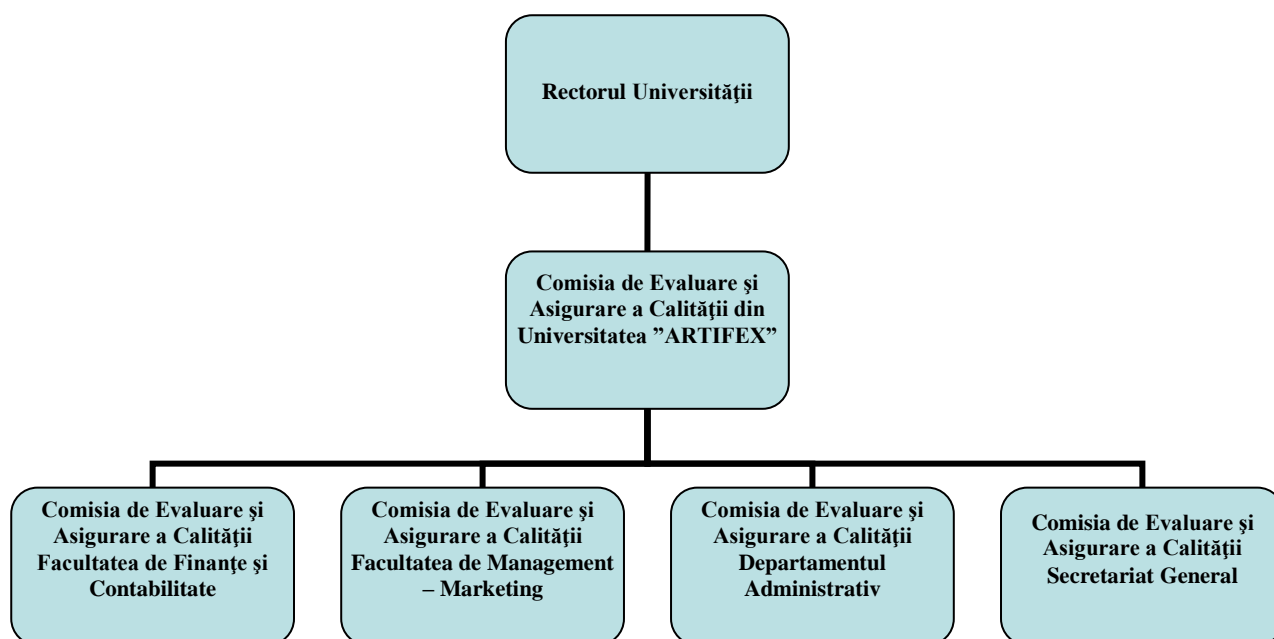 Rectorul Universităţii
Comisia de Evaluare şi
Asigurare a Calităţii din
Universitatea ”ARTIFEX”
Comisia de Evaluare şi
Asigurare a Calităţii
Facultatea de Finanţe şi
Contabilitate
Comisia de Evaluare şi
Asigurare a Calităţii
Facultatea de Management
– Marketing
Comisia de Evaluare şi
Asigurare a Calităţii
Departamentul
Administrativ
Comisia de Evaluare şi
Asigurare a Calităţii
Secretariat General